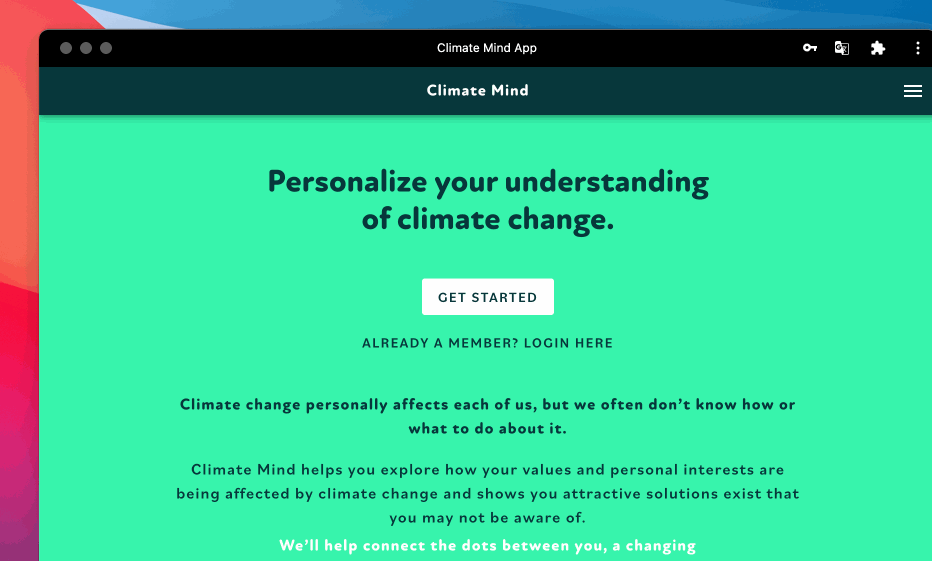 Climate Mind App
Climate Mind
Personalize your understanding
of climate change.
GET STARTED
ALREADY A MEMBER? LOGIN HERE
Climate change personally affects each of us, but we often don’t know how or
what to do about it.
Climate Mind helps you explore how your values and personal interests are
being affected by climate change and shows you attractive solutions exist that
you may not be aware of.
We’ll help connect the dots between you, a changing